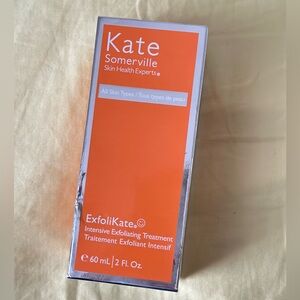 Kate
Somerville
Skin Health Experts®
All Skin Types / Tous types de peau
ExfoliKate®
Intensive Exfoliating Treatment
Traitement Exfoliant Intensif
e 60 mL | 2 Fl. Oz.